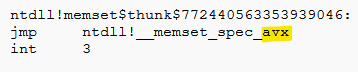 ntdll!memset$thunk$772440563353939046:
jmp     ntdll!__memset_spec_avx
int     3